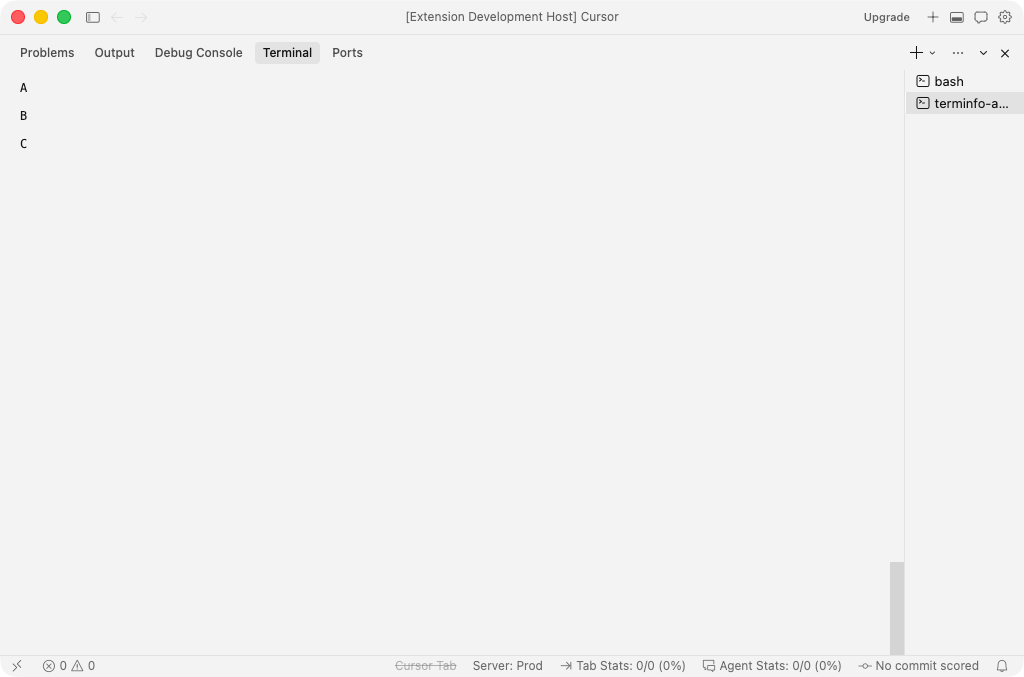 [Extension Development Host] Cursor
Upgrade
Problems Output Debug Console Terminal Ports
A
B
C
bash
terminfo-a...
0 0
Cursor Tab Server: Prod Tab Stats: 0/0 (0%) Agent Stats: 0/0 (0%) No commit scored